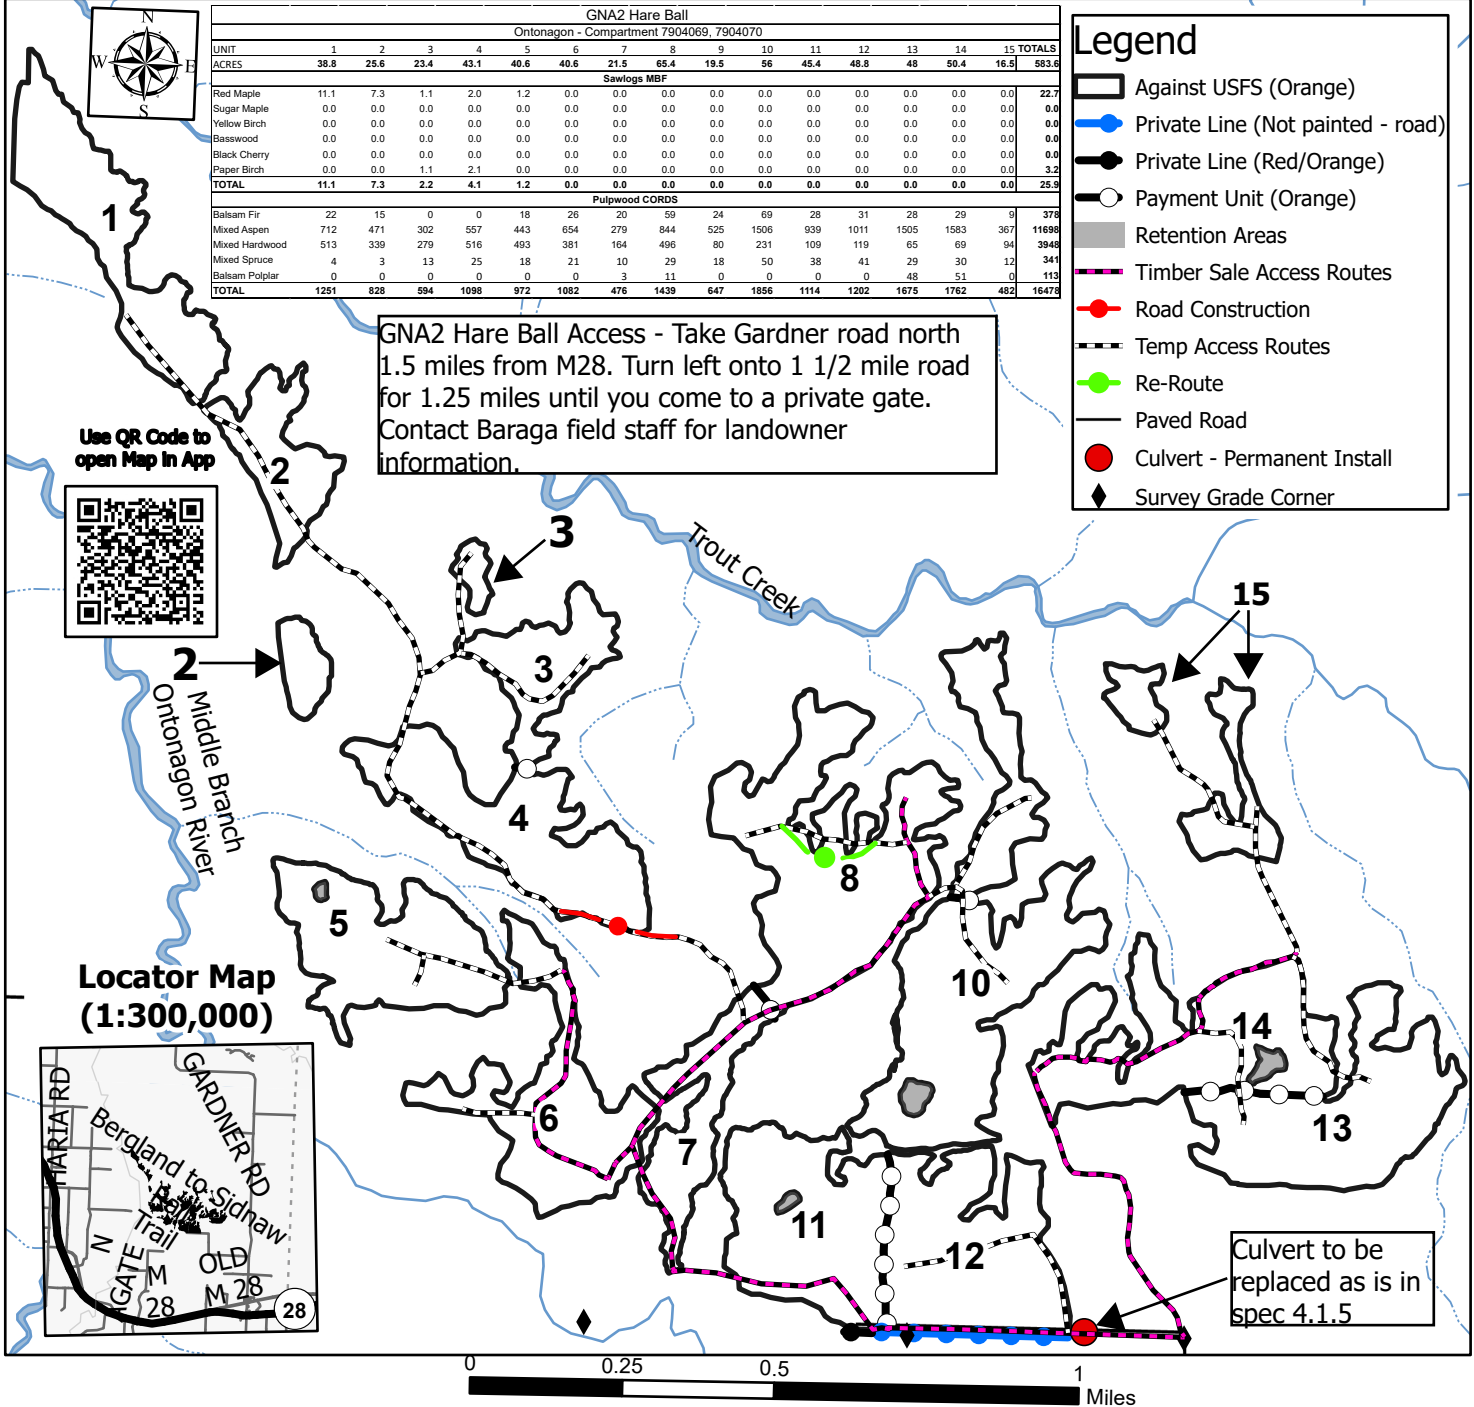 N
W E
S
GNA2 Hare Ball
Ontonagon - Compartment 7904069, 7904070
UNIT 1 2 3 4 5 6 7 8 9 10 11 12 13 14 15 TOTALS
ACRES 38.8 25.6 23.4 43.1 40.6 40.6 21.5 65.4 19.5 56 45.4 48.8 48 50.4 16.5 583.6
Sawlogs MBF
Red Maple 11.1 7.3 1.1 2.0 1.2 0.0 0.0 0.0 0.0 0.0 0.0 0.0 0.0 0.0 0.0 22.7
Sugar Maple 0.0 0.0 0.0 0.0 0.0 0.0 0.0 0.0 0.0 0.0 0.0 0.0 0.0 0.0 0.0 0.0
Yellow Birch 0.0 0.0 0.0 0.0 0.0 0.0 0.0 0.0 0.0 0.0 0.0 0.0 0.0 0.0 0.0 0.0
Basswood 0.0 0.0 0.0 0.0 0.0 0.0 0.0 0.0 0.0 0.0 0.0 0.0 0.0 0.0 0.0 0.0
Black Cherry 0.0 0.0 0.0 0.0 0.0 0.0 0.0 0.0 0.0 0.0 0.0 0.0 0.0 0.0 0.0 0.0
Paper Birch 0.0 0.0 1.1 2.1 0.0 0.0 0.0 0.0 0.0 0.0 0.0 0.0 0.0 0.0 0.0 3.2
TOTAL 11.1 7.3 2.2 4.1 1.2 0.0 0.0 0.0 0.0 0.0 0.0 0.0 0.0 0.0 0.0 25.9
Pulpwood CORDS
Balsam Fir 22 15 0 0 18 26 20 59 24 69 28 31 28 29 9 378
Mixed Aspen 712 471 302 557 443 654 279 844 525 1506 939 1011 1505 1583 367 11698
Mixed Hardwood 513 339 279 516 493 381 164 496 80 231 109 119 65 69 94 3948
Mixed Spruce 4 3 13 25 18 21 10 29 18 50 38 41 29 30 12 341
Balsam Polplar 0 0 0 0 0 0 3 11 0 0 0 0 48 51 0 113
TOTAL 1251 828 594 1098 972 1082 476 1439 647 1856 1114 1202 1675 1762 482 16478
Legend
Against USFS (Orange)
Private Line (Not painted - road)
Private Line (Red/Orange)
Payment Unit (Orange)
Retention Areas
Timber Sale Access Routes
Road Construction
Temp Access Routes
Re-Route
Paved Road
Culvert - Permanent Install
Survey Grade Corner
GNA2 Hare Ball Access - Take Gardner road north
1.5 miles from M28. Turn left onto 1 1/2 mile road
for 1.25 miles until you come to a private gate.
Contact Baraga field staff for landowner
information.
1
Use QR Code to
open Map in App
2
3
Trout Creek
15
2
3
Middle Branch
Ontonagon River
4
8
5
10
Locator Map
(1:300,000)
14
6
13
7
11
12
HARIA RD
GARDNER RD
Bergland to Sidnaw
Rail
Trail
N
GATE
M
28
OLD
M 28
28
Culvert to be
replaced as is in
spec 4.1.5
0 0.25 0.5 1
Miles